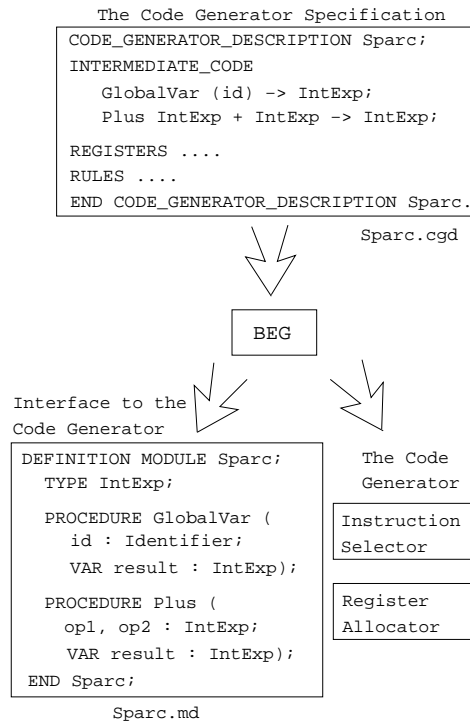 The Code Generator Specification
CODE_GENERATOR_DESCRIPTION Sparc;
INTERMEDIATE_CODE
GlobalVar (id) -> IntExp;
Plus IntExp + IntExp -> IntExp;
REGISTERS ....
RULES ....
END CODE_GENERATOR_DESCRIPTION Sparc.
Sparc.cgd
BEG
Interface to the
Code Generator
DEFINITION MODULE Sparc;
TYPE IntExp;
PROCEDURE GlobalVar (
id : Identifier;
VAR result : IntExp);
PROCEDURE Plus (
op1, op2 : IntExp;
VAR result : IntExp);
END Sparc;
Sparc.md
The Code
Generator
Instruction
Selector
Register
Allocator